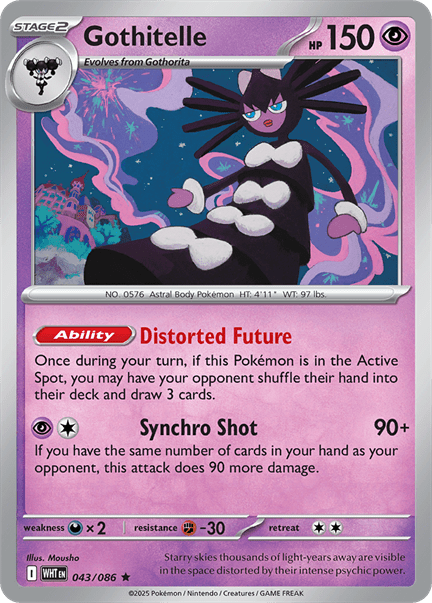 STAGE2 Gothitelle HP 150
Evolves from Gothorita
NO. 0576 Astral Body Pokémon HT: 4'11" WT: 97 lbs.
Ability Distorted Future
Once during your turn, if this Pokémon is in the Active
Spot, you may have your opponent shuffle their hand into
their deck and draw 3 cards.
Synchro Shot 90+
If you have the same number of cards in your hand as your
opponent, this attack does 90 more damage.
weakness ×2 resistance -30 retreat
Illus. Mousho
Starry skies thousands of light-years away are visible
in the space distorted by their intense psychic power.
I WHT EN 043/086 ★
©2025 Pokémon / Nintendo / Creatures / GAME FREAK